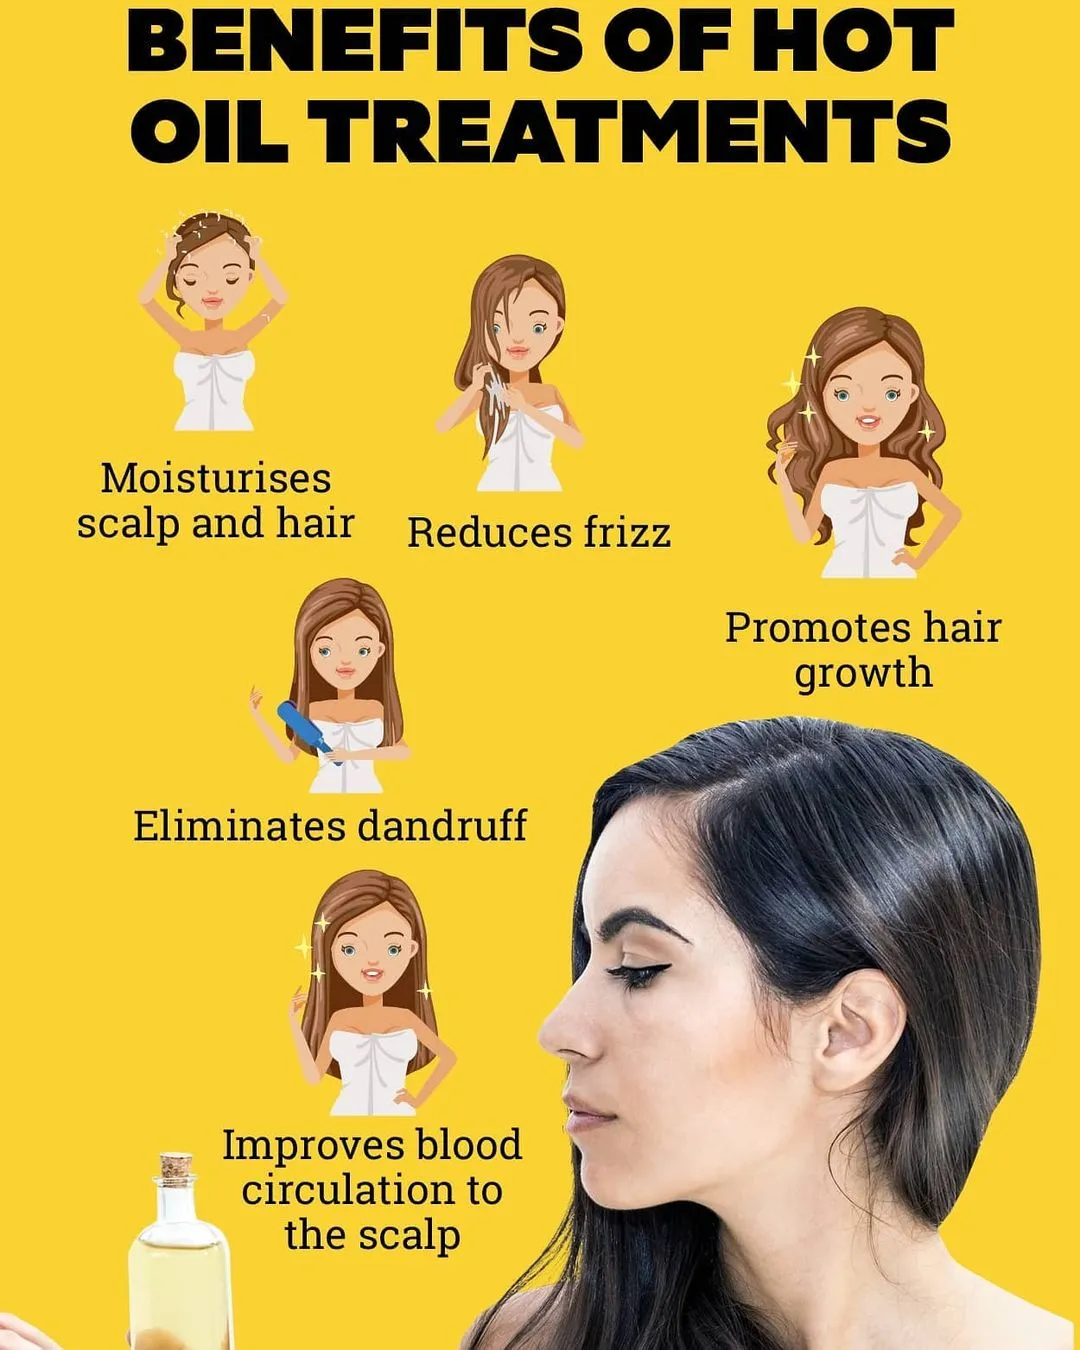 BENEFITS OF HOT
OIL TREATMENTS
Moisturises
scalp and hair
Reduces frizz
Promotes hair
growth
Eliminates dandruff
Improves blood
circulation to
the scalp